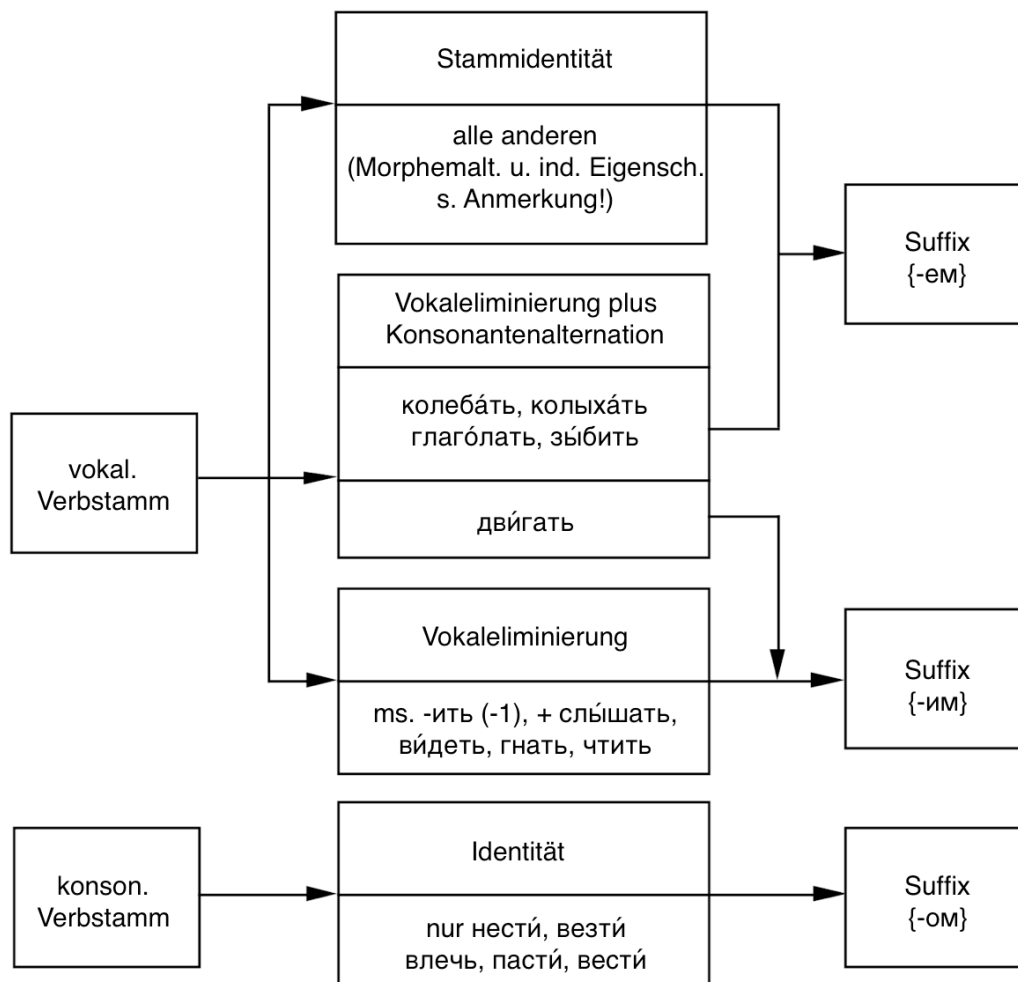 Stammidentität
alle anderen
(Morphemalt. u. ind. Eigensch.
s. Anmerkung!)
Suffix
{-ем}
Vokaleliminierung plus
Konsonantenalternation
колеба́ть, колыха́ть
глаго́лать, зы́бить
vokal.
Verbstamm
дви́гать
Vokaleliminierung
ms. -ить (-1), + слы́шать,
ви́деть, гнать, чтить
Suffix
{-им}
konson.
Verbstamm
Identität
nur нести́, везти́
влечь, пасти́, вести́
Suffix
{-ом}